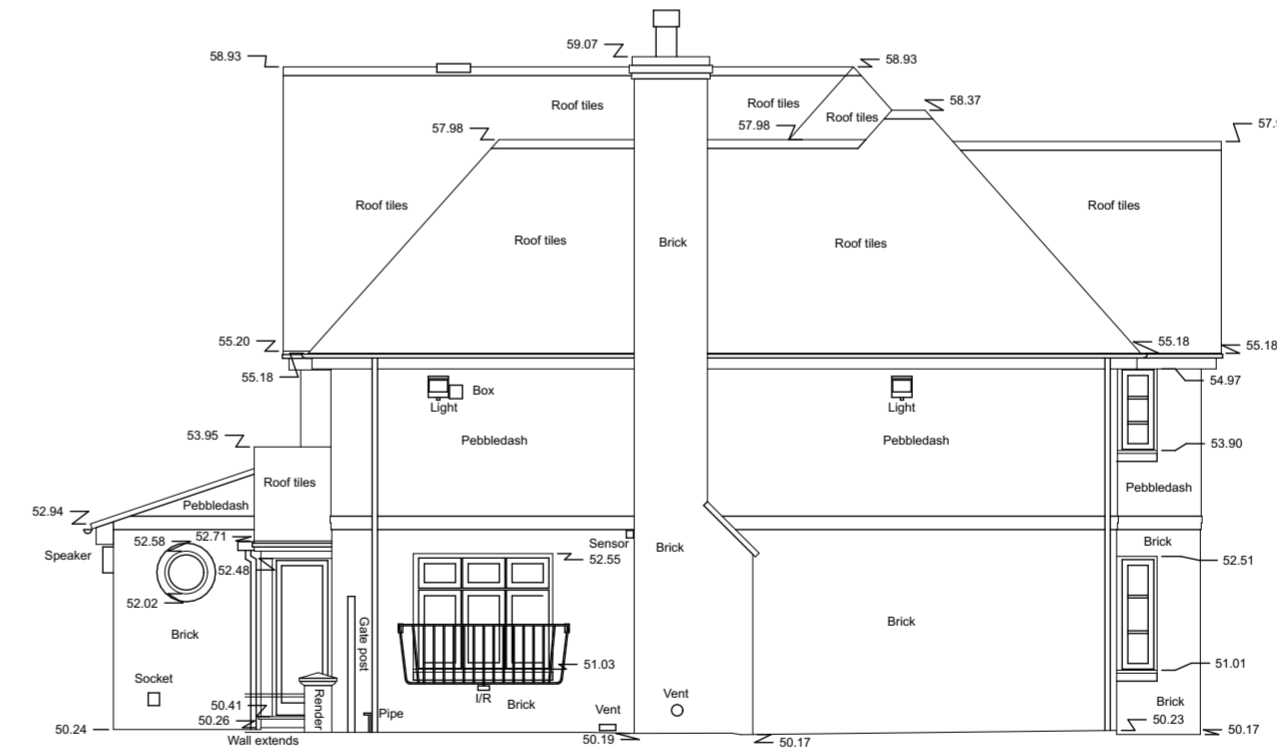 59.07
58.93
58.93
58.37
Roof tiles
Roof tiles
Roof tiles
57.98
57.98
Roof tiles
Roof tiles
Roof tiles
Brick
Roof tiles
55.20
55.18
55.18
55.18
54.97
Box
Light
Light
53.95
Pebbledash
Pebbledash
53.90
Roof tiles
Pebbledash
Pebbledash
52.94
52.71
52.58
Sensor
Brick
Brick
Speaker
52.48
52.55
52.51
52.02
Brick
Gate post
Brick
51.03
51.01
Socket
I/R
Vent
Brick
50.41
Render
Pipe
Brick
Vent
50.26
50.23
50.24
Wall extends
50.19
50.17
50.17